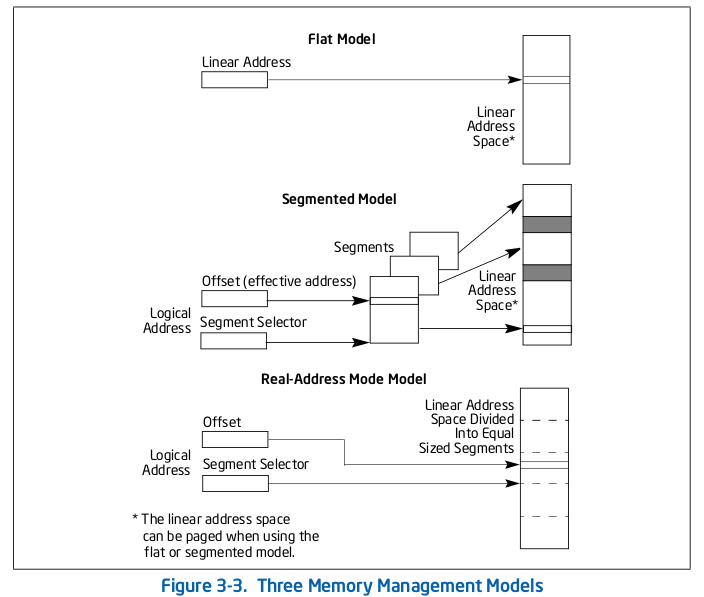 Flat Model
Linear Address
Linear
Address
Space*
Segmented Model
Segments
Offset (effective address)
Logical
Address
Segment Selector
Linear
Address
Space*
Real-Address Mode Model
Offset
Logical
Address
Segment Selector
Linear Address
Space Divided
Into Equal
Sized Segments
* The linear address space
can be paged when using the
flat or segmented model.
Figure 3-3. Three Memory Management Models